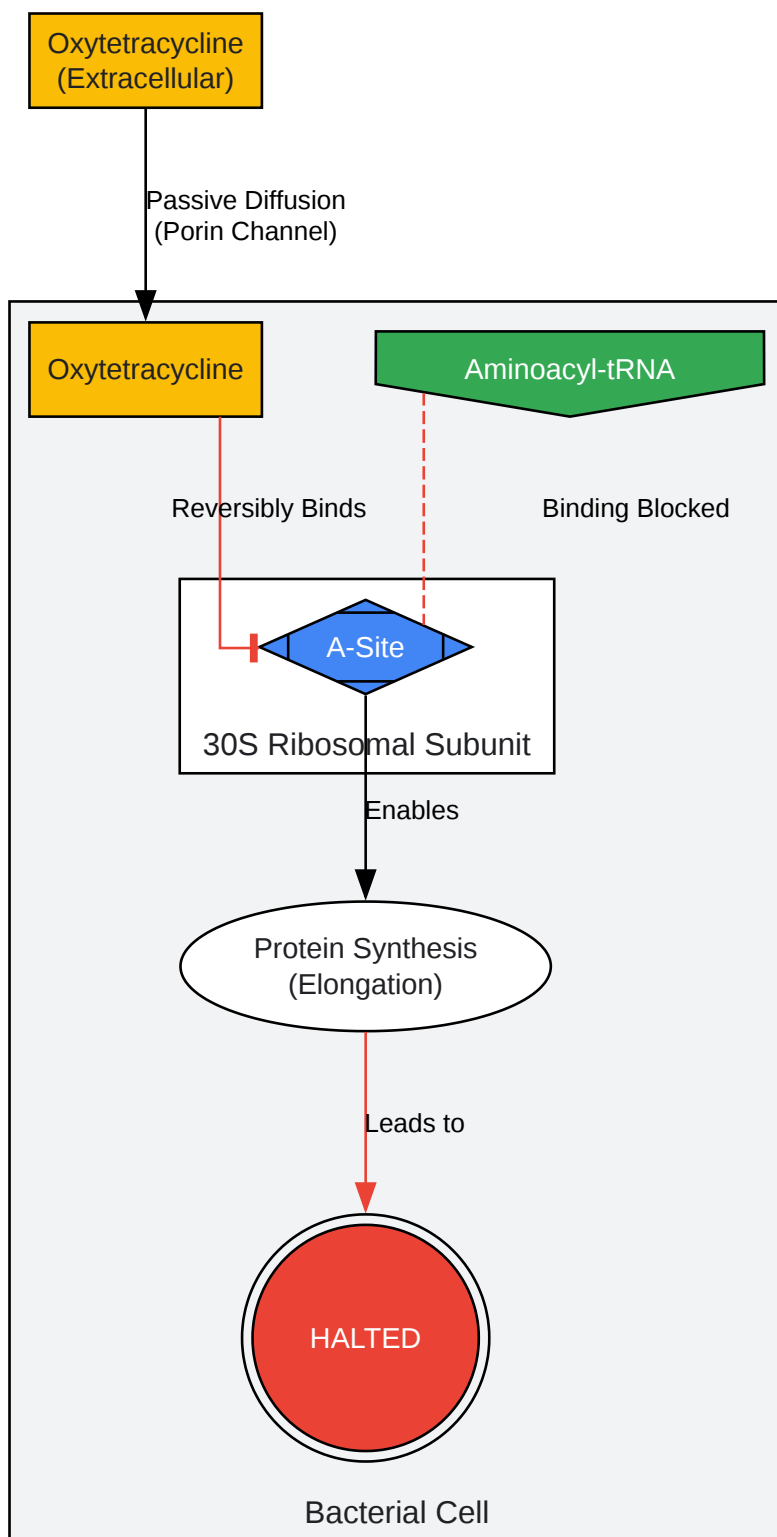 Oxytetracycline
(Extracellular)
Passive Diffusion
(Porin Channel)
Oxytetracycline
Aminoacyl-tRNA
Reversibly Binds
Binding Blocked
A-Site
30S Ribosomal Subunit
Enables
Protein Synthesis
(Elongation)
Leads to
HALTED
Bacterial Cell